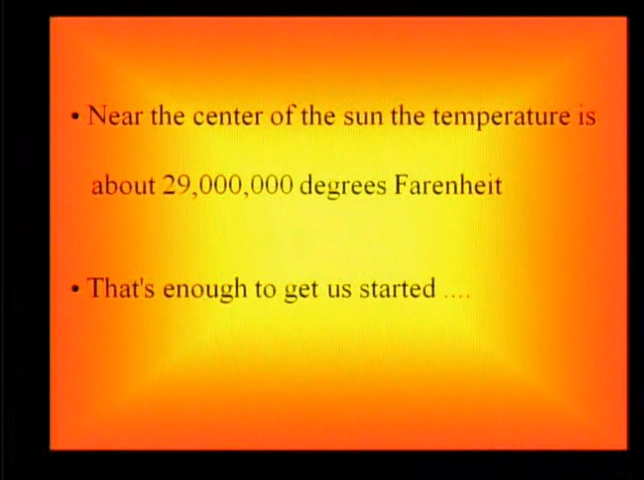 • Near the center of the sun the temperature is
about 29,000,000 degrees Farenheit
• That's enough to get us started ....